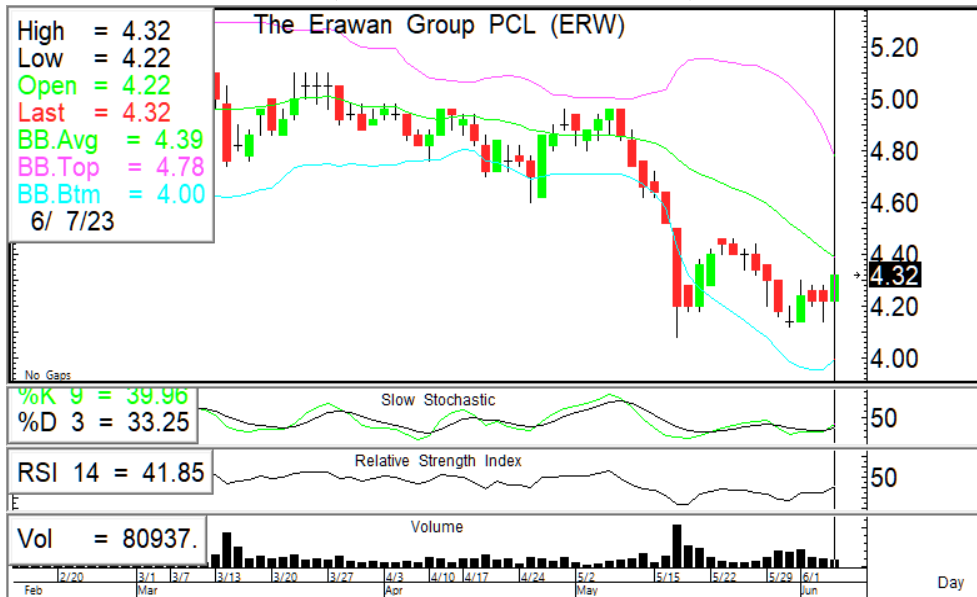 The Erawan Group PCL (ERW)
High = 4.32
Low = 4.22
Open = 4.22
Last = 4.32
BB.Avg = 4.39
BB.Top = 4.78
BB.Btm = 4.00
6/ 7/23
5.20
5.00
4.80
4.60
4.40
4.32
4.20
4.00
No Gaps
Slow Stochastic
%K 9 = 39.96
%D 3 = 33.25
50
Relative Strength Index
RSI 14 = 41.85
50
Volume
Vol = 80937.
2/20 3/1 3/7 3/13 3/20 3/27 4/3 4/10 4/17 4/24 5/2 5/15 5/22 5/29 6/1
Feb Mar Apr May Jun
Day